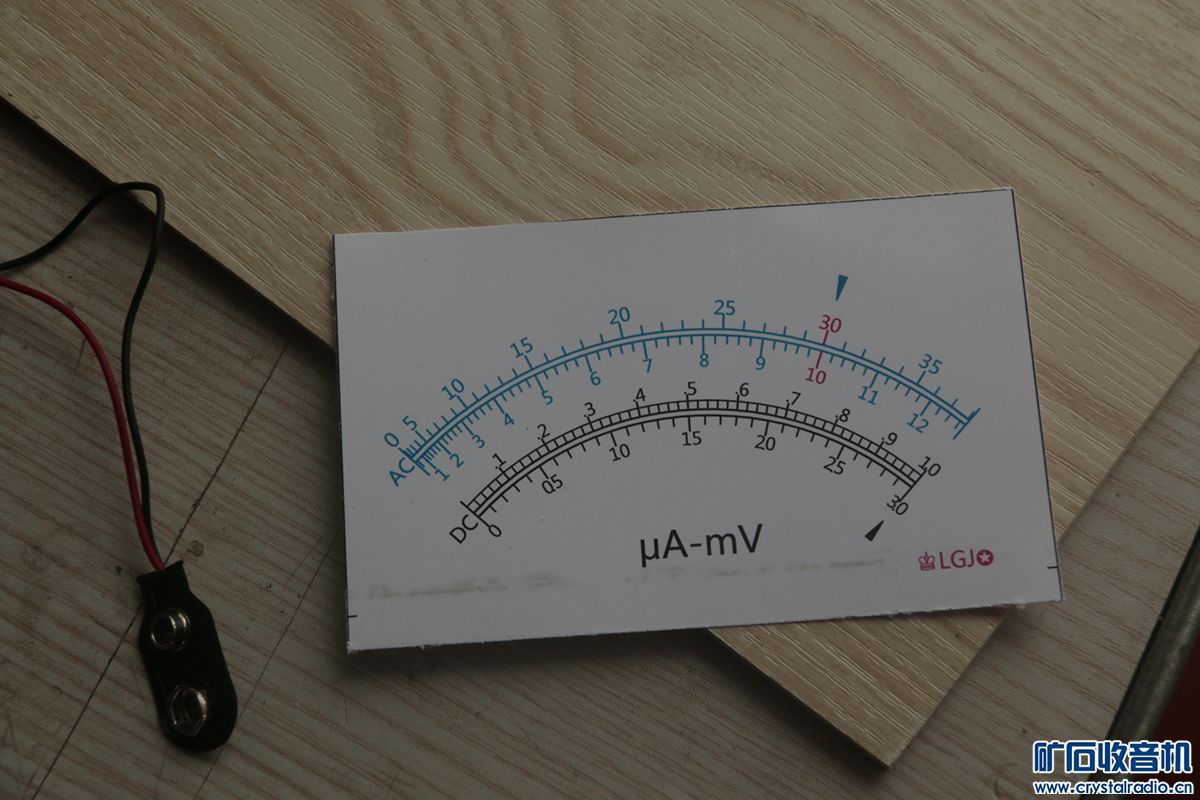 AC 0 5 10 15 20 25 30 35
1 2 3 4 5 6 7 8 9 10 11 12
DC .1 .2 .3 .4 .5 .6 .7 .8 .9 10
0 05 10 15 20 25 30
μA-mV
LGJ
矿石收音机
www.crystalradio.cn